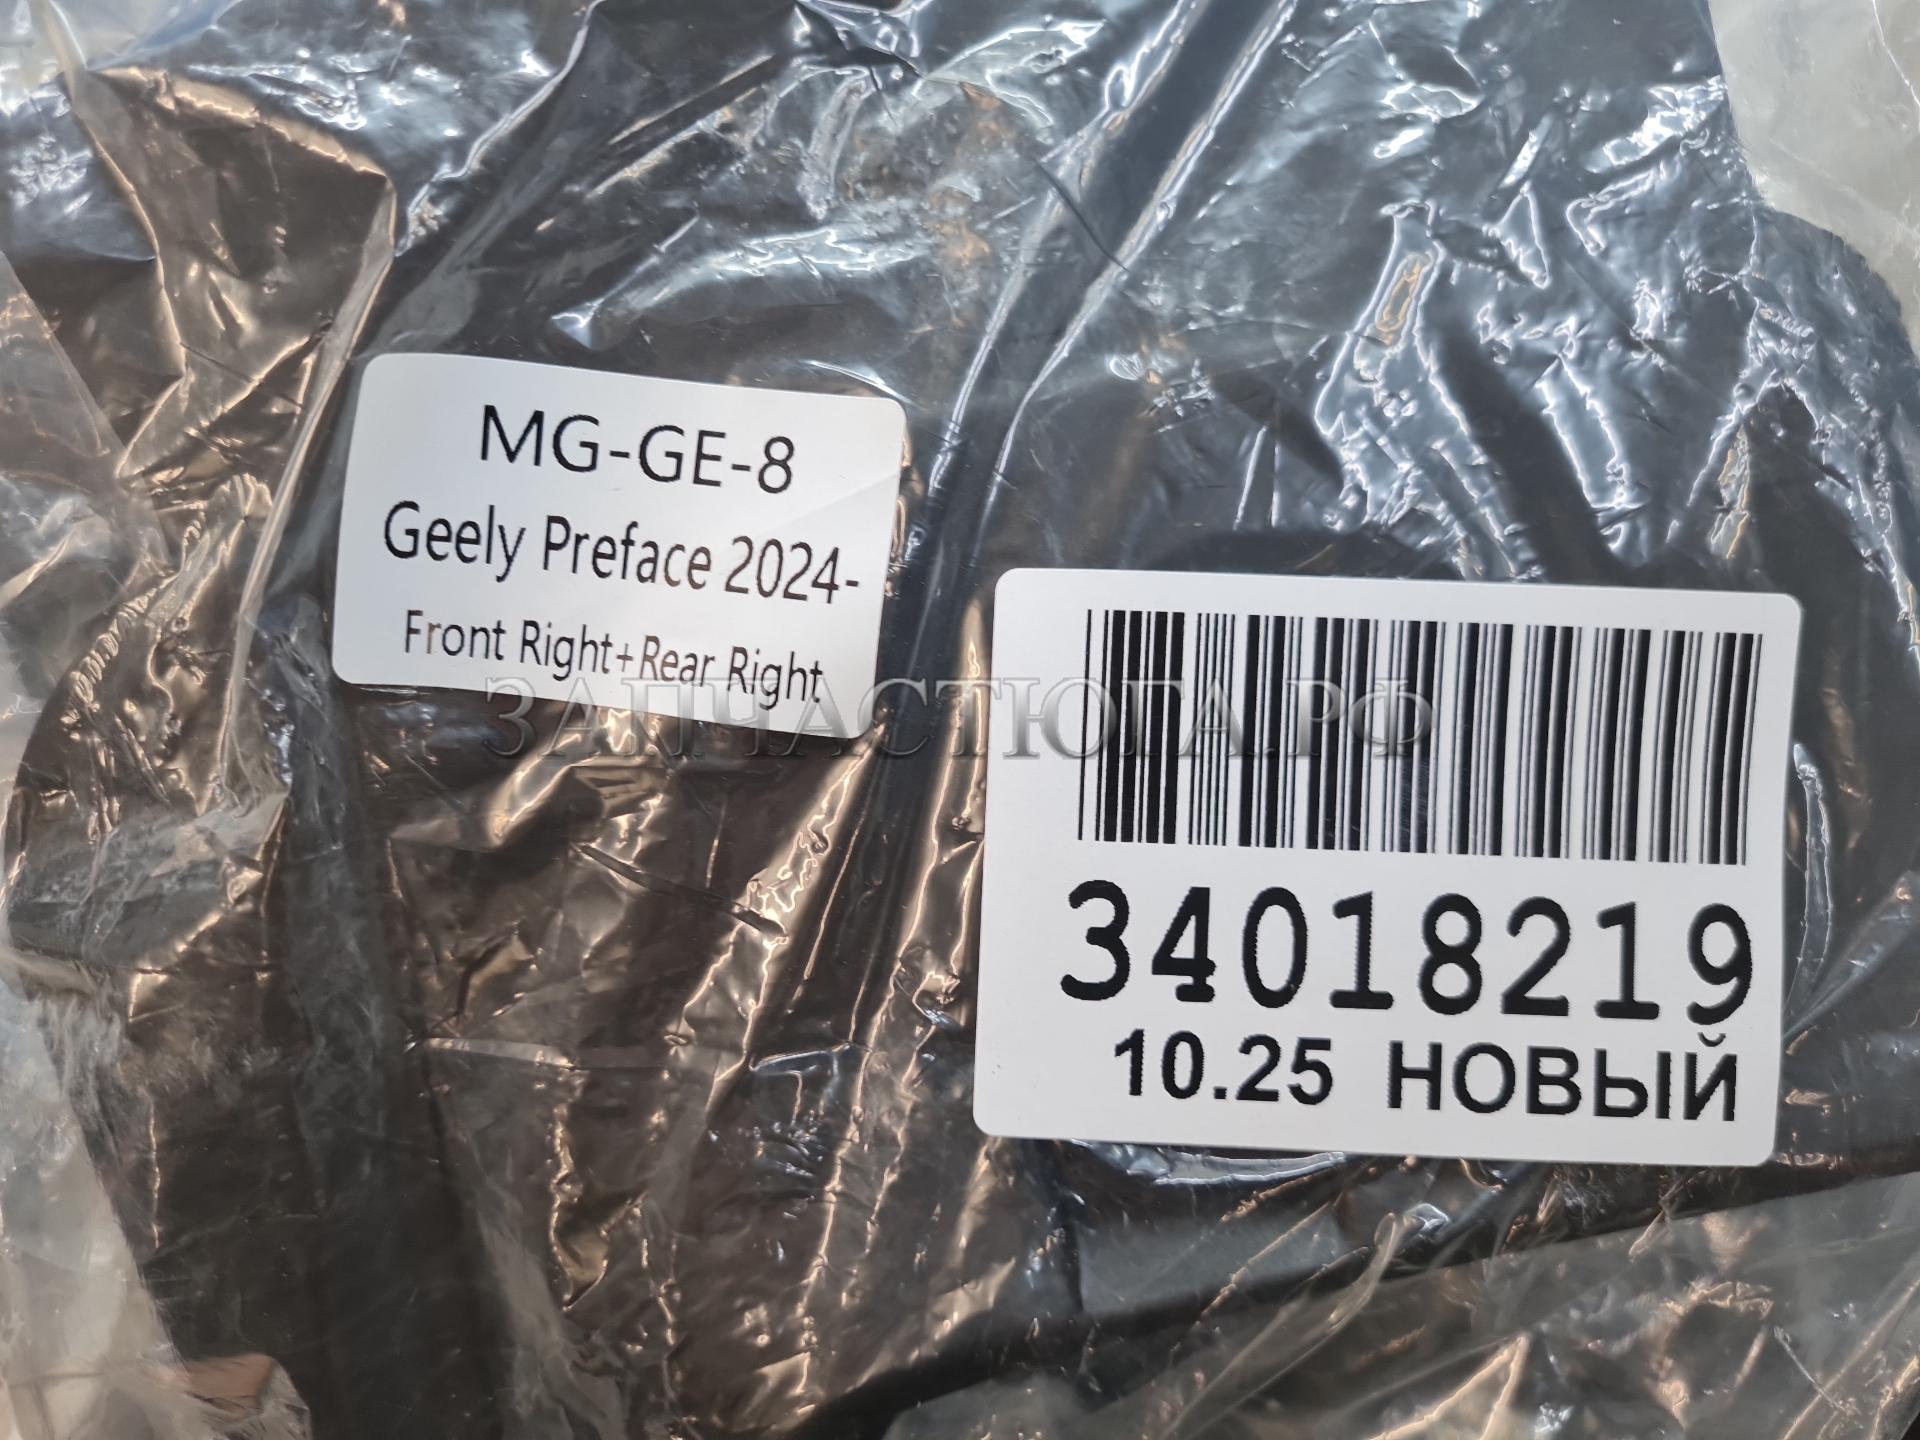 MG-GE-8
Geely Preface 2024-
Front Right+Rear Right
ЗАПЧАСТЮГА.РФ
34018219
10.25 НОВЫЙ